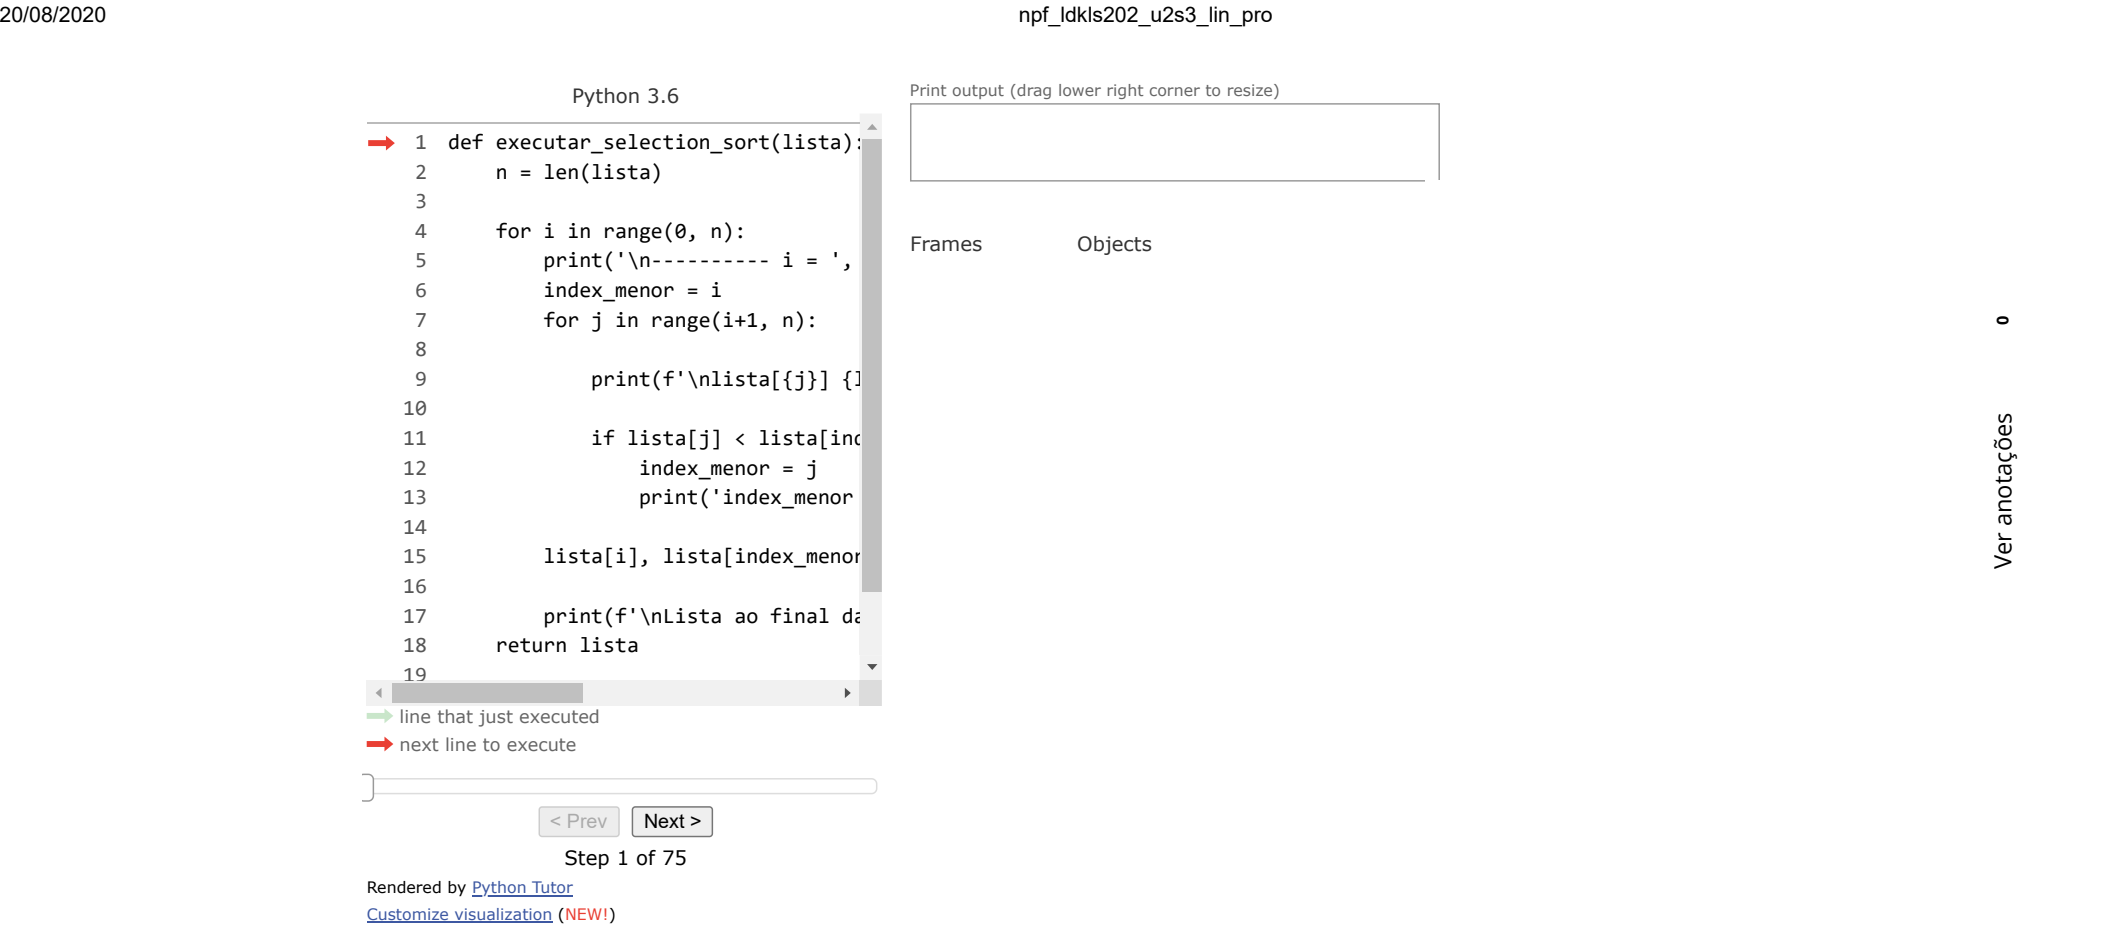 20/08/2020
npf_ldkls202_u2s3_lin_pro
Python 3.6
1 def executar_selection_sort(lista):
2     n = len(lista)
3
4     for i in range(0, n):
5         print('\n---------- i = ',
6         index_menor = i
7         for j in range(i+1, n):
8
9             print(f'\nlista[{j}] {l
10
11             if lista[j] < lista[ind
12                 index_menor = j
13                 print('index_menor
14
15         lista[i], lista[index_menor
16
17         print(f'\nLista ao final da
18     return lista
19
line that just executed
next line to execute
< Prev Next >
Step 1 of 75
Rendered by Python Tutor
Customize visualization (NEW!)
Print output (drag lower right corner to resize)
Frames Objects
0
Ver anotações